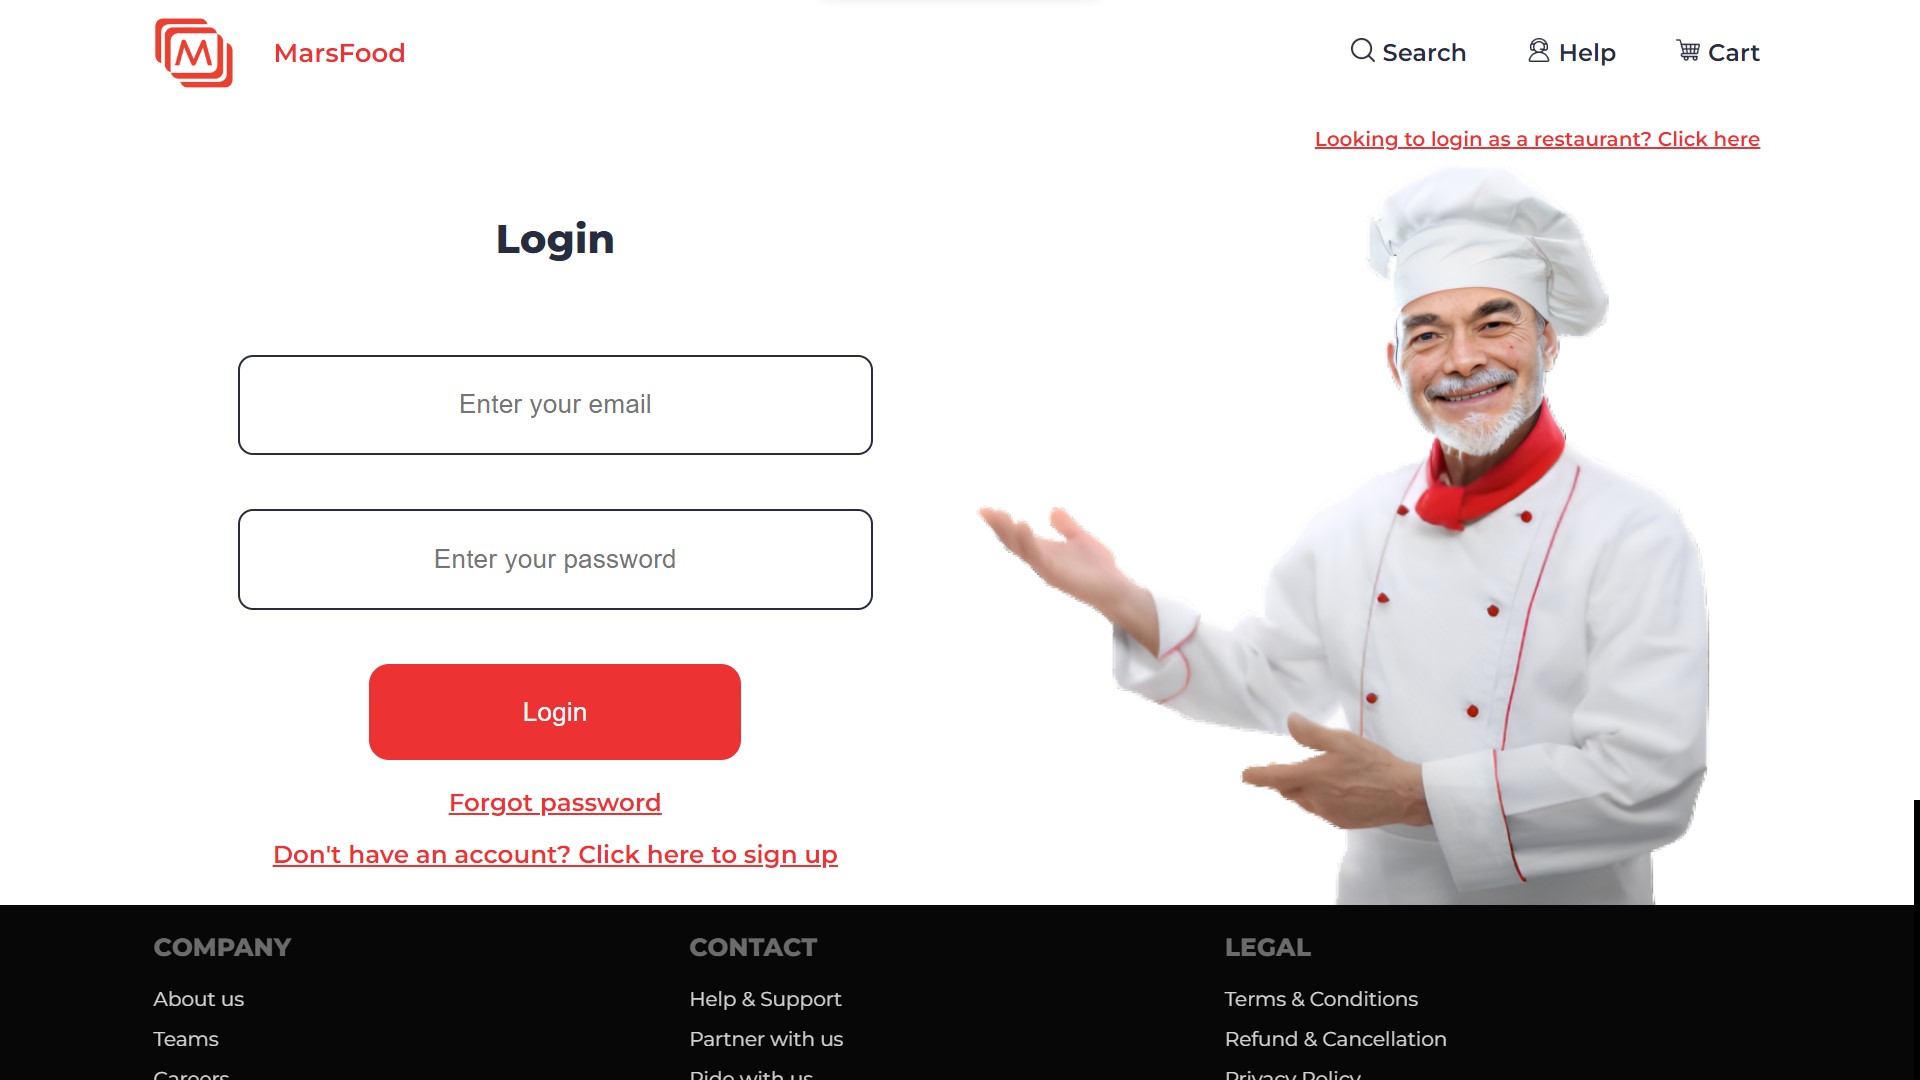 M
MarsFood
Search
Help
Cart
Looking to login as a restaurant? Click here
Login
Enter your email
Enter your password
Login
Forgot password
Don't have an account? Click here to sign up
COMPANY
CONTACT
LEGAL
About us
Help & Support
Terms & Conditions
Teams
Partner with us
Refund & Cancellation
Careers
Ride with us
Privacy Policy